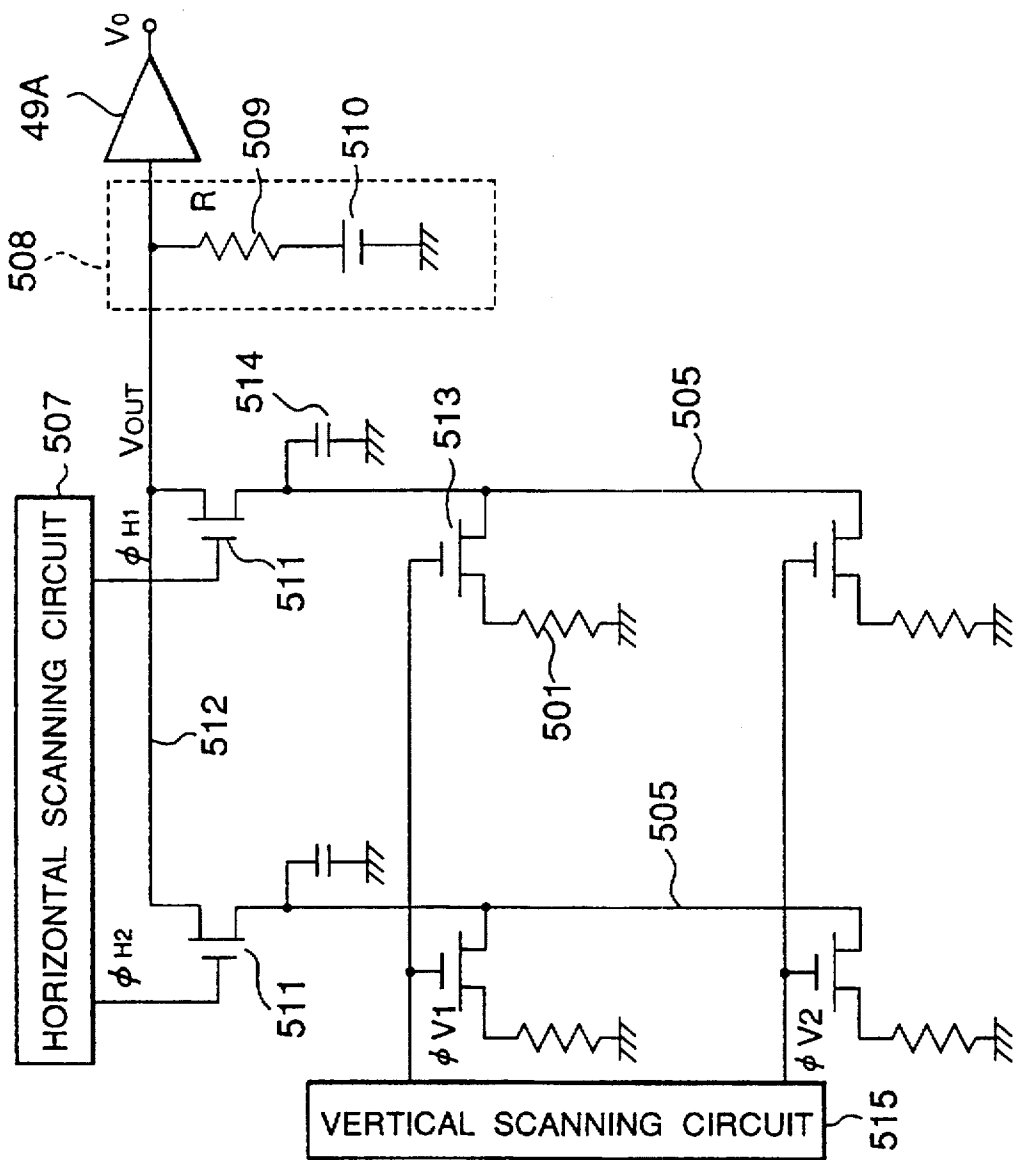 49A
V0
508
R
509
510
507
HORIZONTAL SCANNING CIRCUIT
VOUT
φH1
511
514
512
513
505
501
φH2
511
505
φV1
φV2
VERTICAL SCANNING CIRCUIT
515